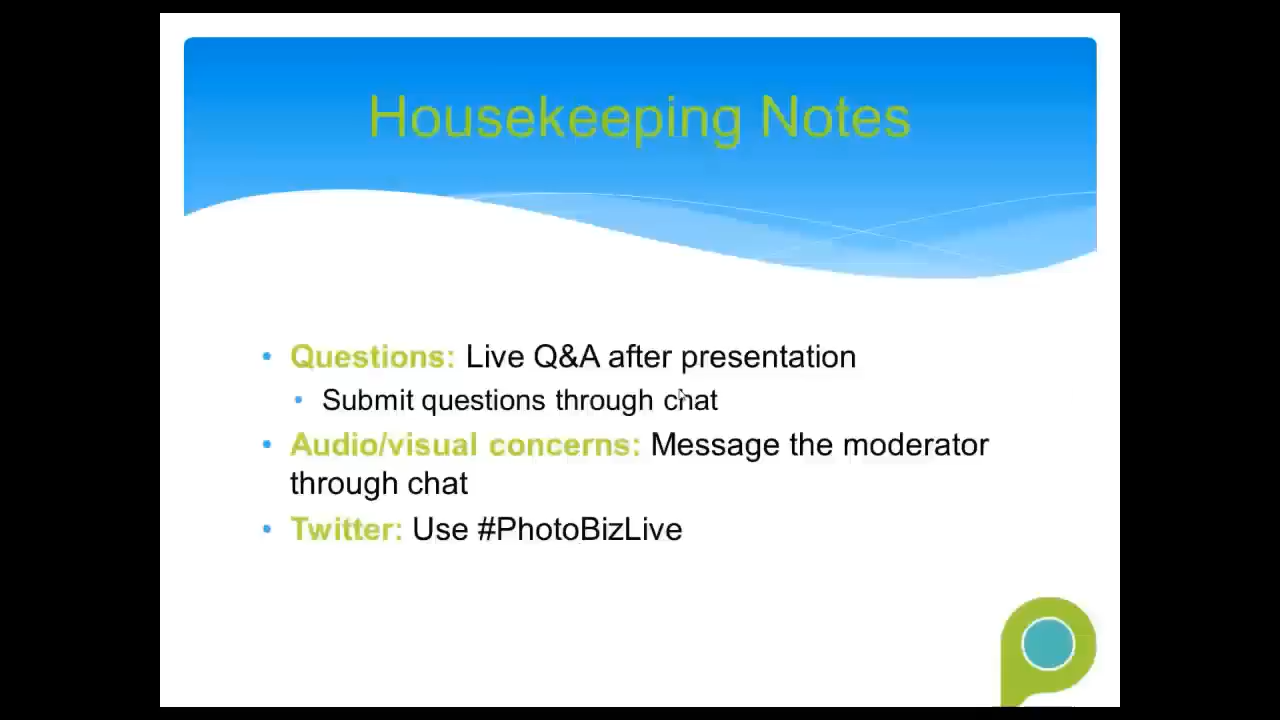 Housekeeping Notes
• Questions: Live Q&A after presentation
• Submit questions through chat
• Audio/visual concerns: Message the moderator
through chat
• Twitter: Use #PhotoBizLive